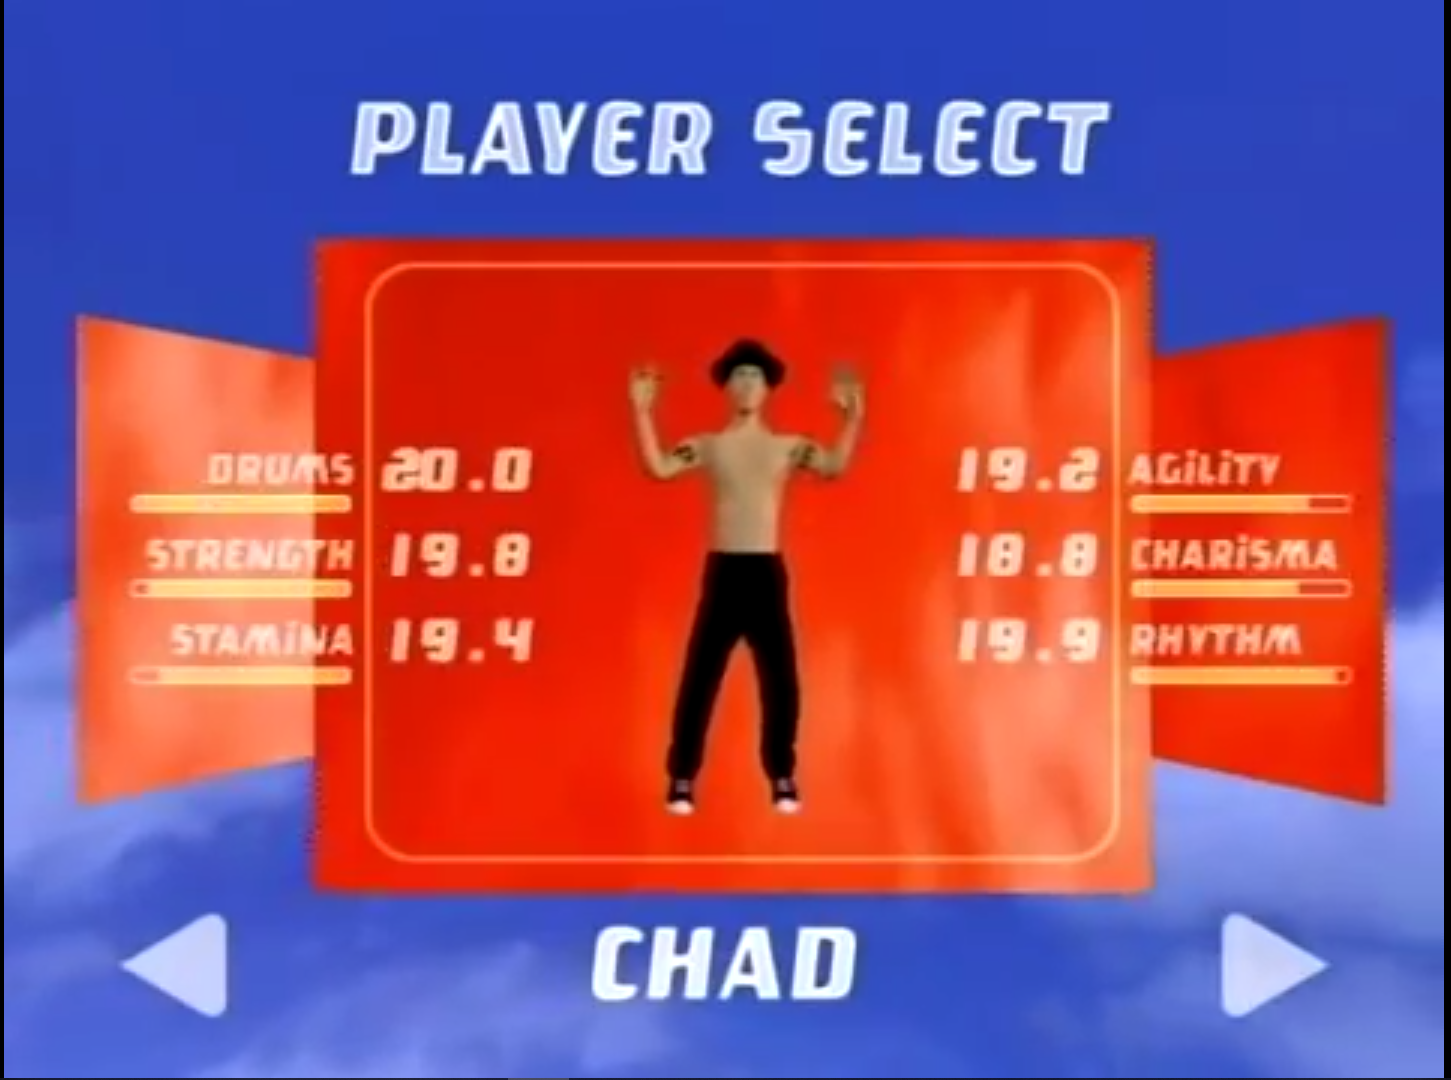 PLAYER SELECT
DRUMS 20.0 19.2 AGILITY
STRENGTH 19.8 18.8 CHARISMA
STAMINA 19.4 19.9 RHYTHM
CHAD